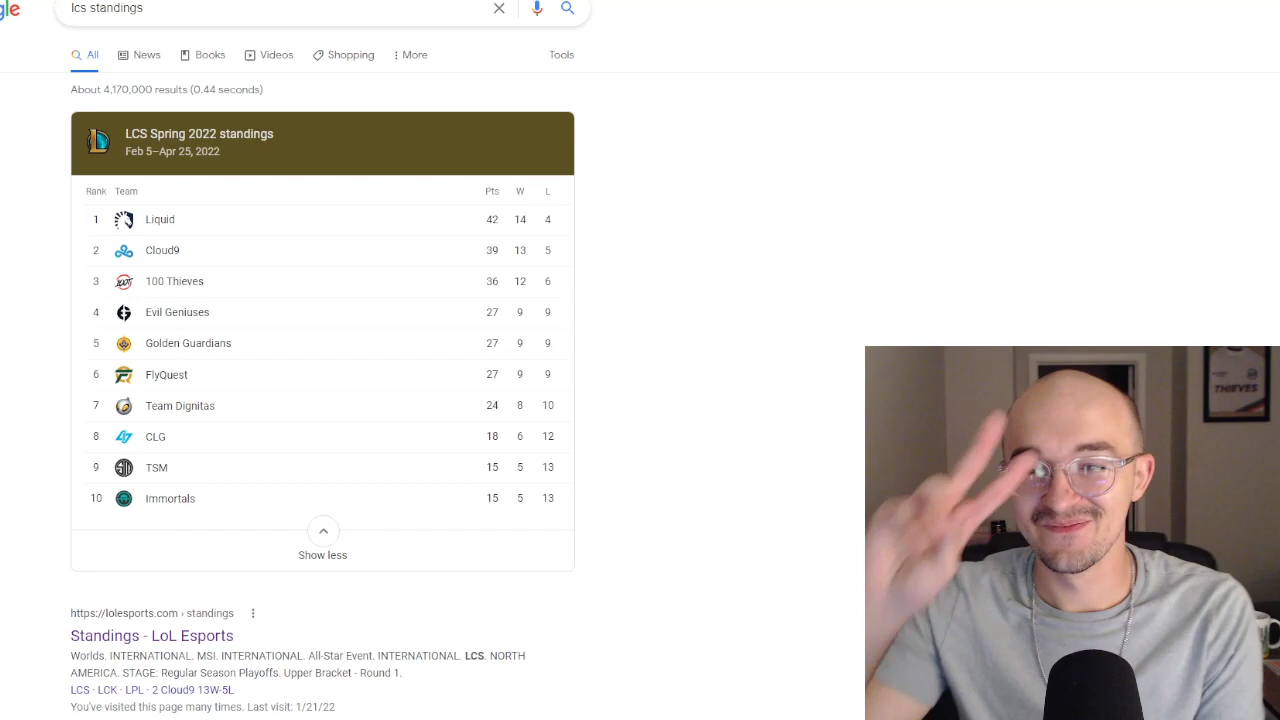 gle
lcs standings
All News Books Videos Shopping More Tools
About 4,170,000 results (0.44 seconds)
LCS Spring 2022 standings
Feb 5–Apr 25, 2022
Rank Team Pts W L
1 Liquid 42 14 4
2 Cloud9 39 13 5
3 100 Thieves 36 12 6
4 Evil Geniuses 27 9 9
5 Golden Guardians 27 9 9
6 FlyQuest 27 9 9
7 Team Dignitas 24 8 10
8 CLG 18 6 12
9 TSM 15 5 13
10 Immortals 15 5 13
Show less
https://lolesports.com › standings
Standings - LoL Esports
Worlds. INTERNATIONAL. MSI. INTERNATIONAL. All-Star Event. INTERNATIONAL. LCS. NORTH
AMERICA. STAGE: Regular Season Playoffs. Upper Bracket - Round 1.
LCS · LCK · LPL · 2 Cloud9 13W-5L
You've visited this page many times. Last visit: 1/21/22
THIEVES